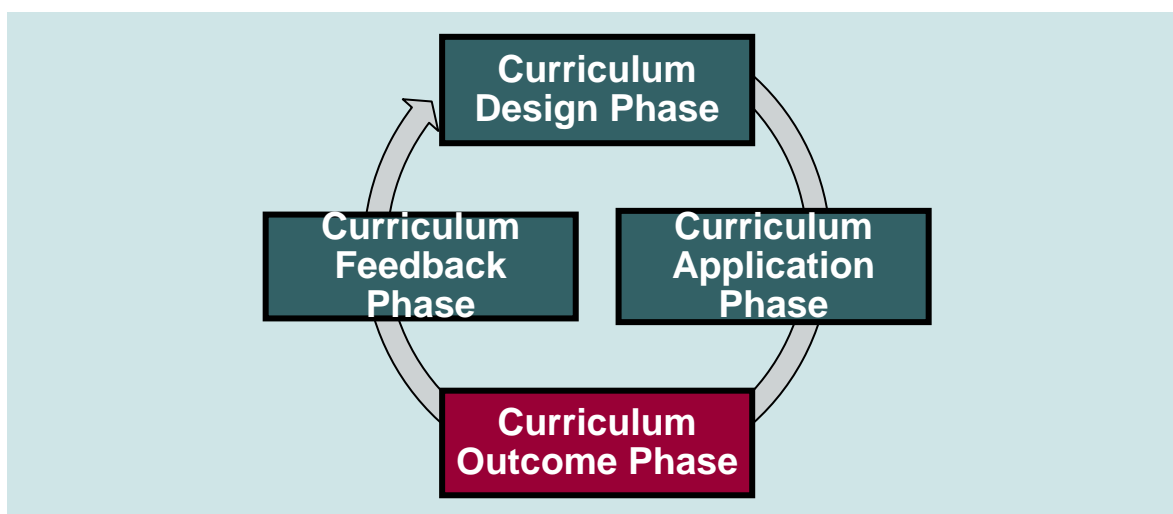 Curriculum
Design Phase
Curriculum
Feedback
Phase
Curriculum
Application
Phase
Curriculum
Outcome Phase